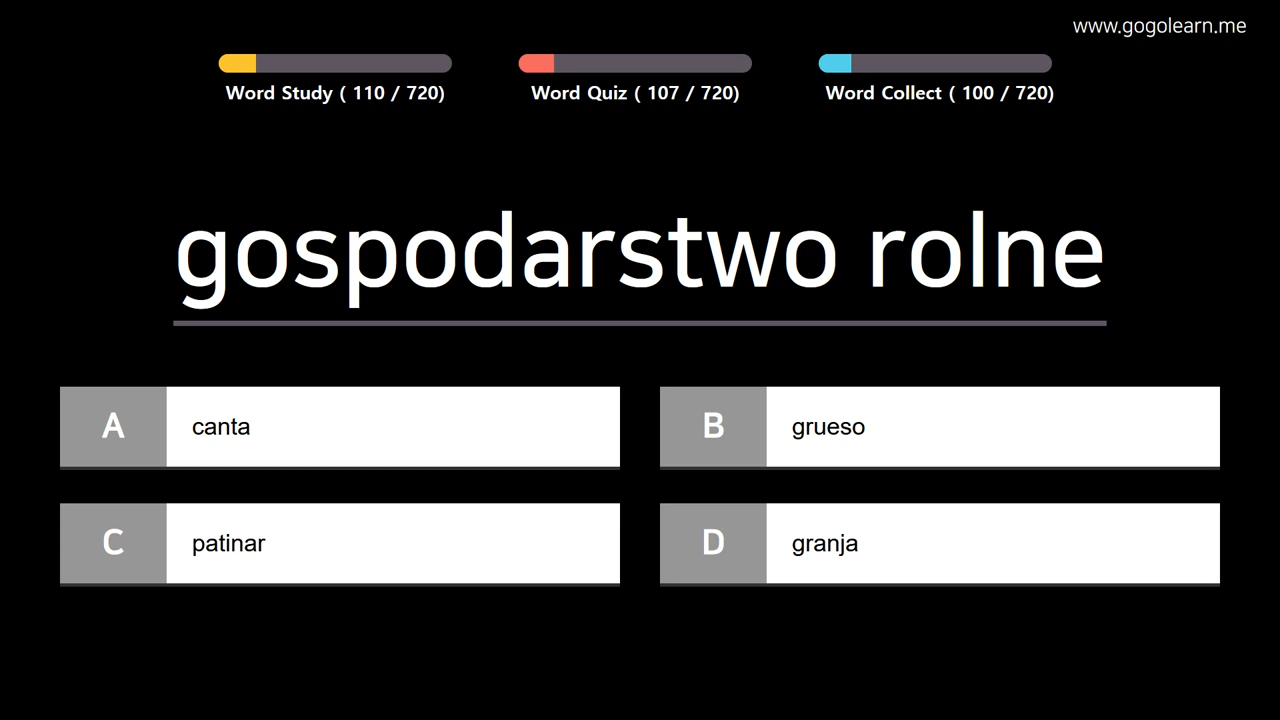 www.gogolearn.me
Word Study ( 110 / 720)
Word Quiz ( 107 / 720)
Word Collect ( 100 / 720)
gospodarstwo rolne
A canta
B grueso
C patinar
D granja